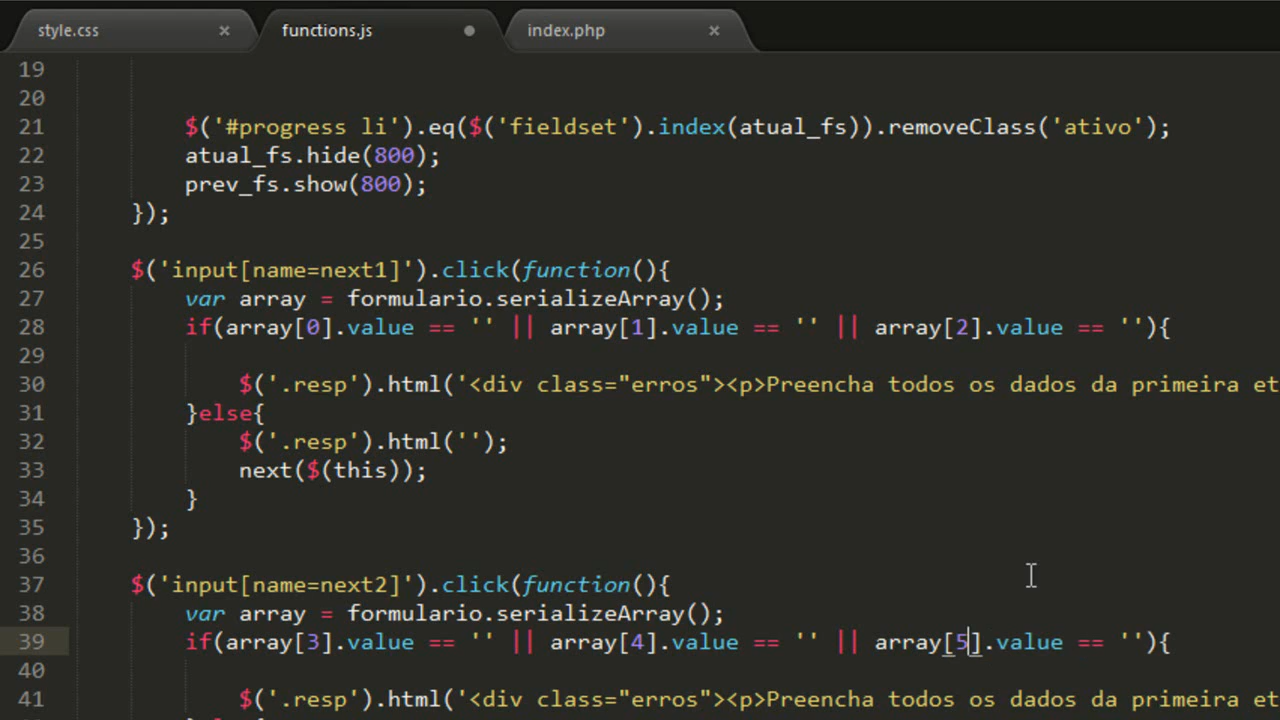 style.css × functions.js index.php ×
19
20
21 $('#progress li').eq($('fieldset').index(atual_fs)).removeClass('ativo');
22 atual_fs.hide(800);
23 prev_fs.show(800);
24 });
25
26 $('input[name=next1]').click(function(){
27 var array = formulario.serializeArray();
28 if(array[0].value == '' || array[1].value == '' || array[2].value == ''){
29
30 $('.resp').html('<div class="erros"><p>Preencha todos os dados da primeira et
31 }else{
32 $('.resp').html('');
33 next($(this));
34 }
35 });
36
37 $('input[name=next2]').click(function(){
38 var array = formulario.serializeArray();
39 if(array[3].value == '' || array[4].value == '' || array[5].value == ''){
40
41 $('.resp').html('<div class="erros"><p>Preencha todos os dados da primeira et